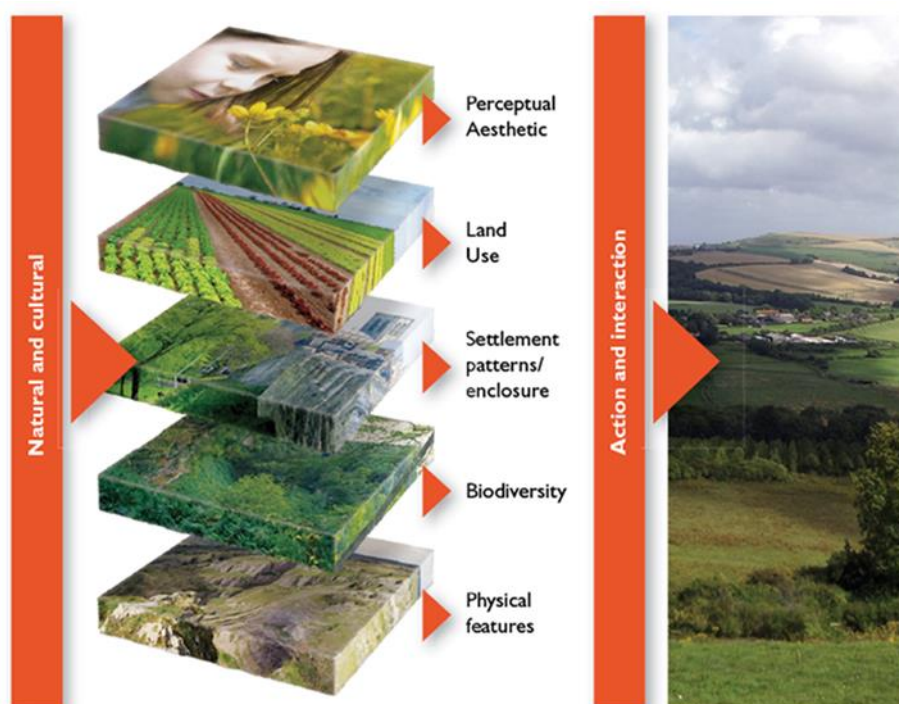 Natural and cultural
Perceptual
Aesthetic
Land
Use
Settlement
patterns/
enclosure
Biodiversity
Physical
features
Action and interaction